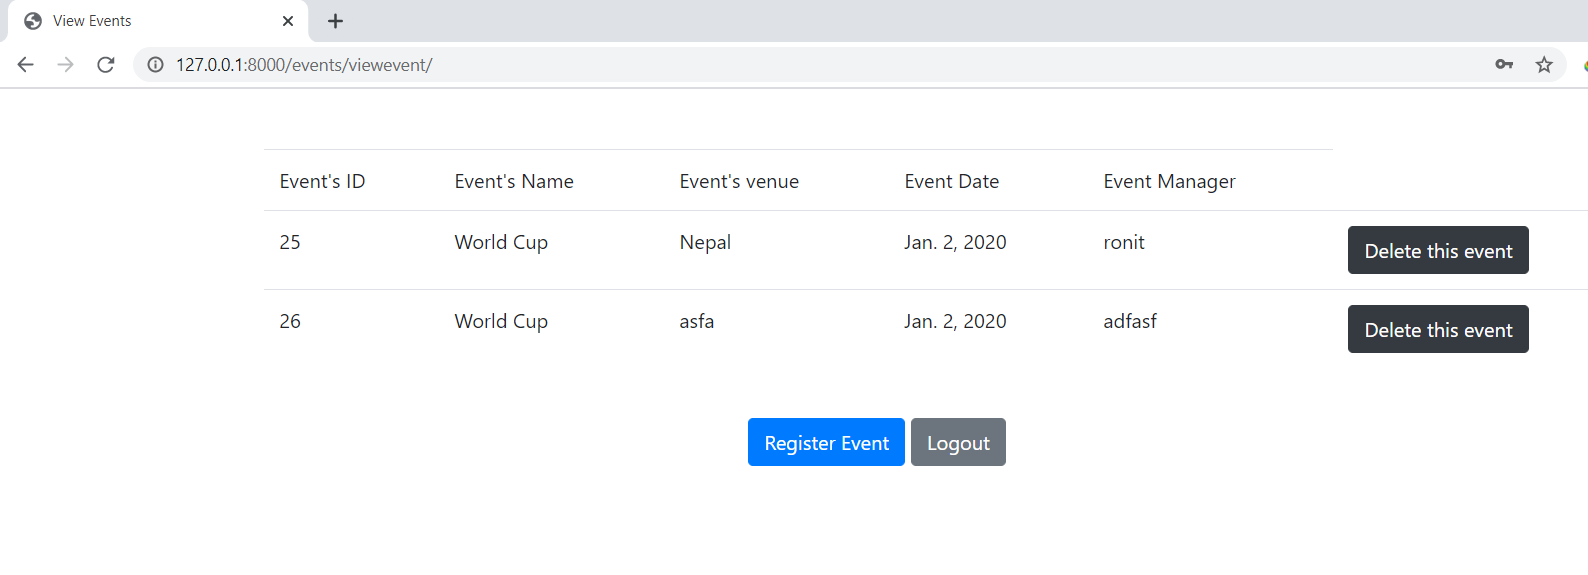 View Events
127.0.0.1:8000/events/viewevent/
Event's ID Event's Name Event's venue Event Date Event Manager
25 World Cup Nepal Jan. 2, 2020 ronit Delete this event
26 World Cup asfa Jan. 2, 2020 adfasf Delete this event
Register Event Logout